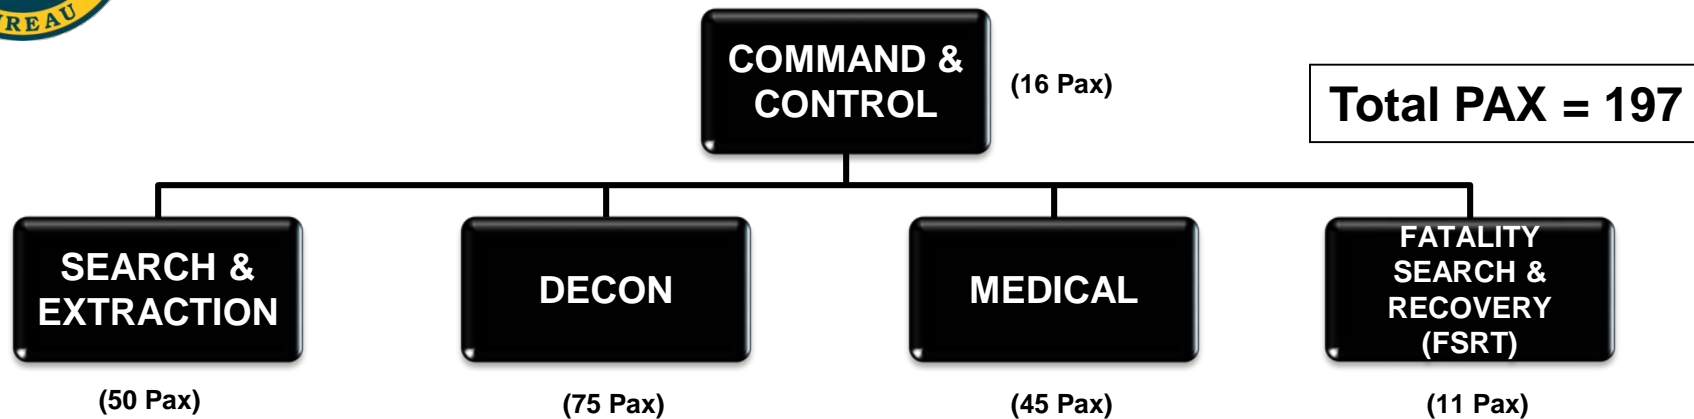 BUREAU
COMMAND &
CONTROL
(16 Pax)
Total PAX = 197
SEARCH &
EXTRACTION
DECON
MEDICAL
FATALITY
SEARCH &
RECOVERY
(FSRT)
(50 Pax)
(75 Pax)
(45 Pax)
(11 Pax)